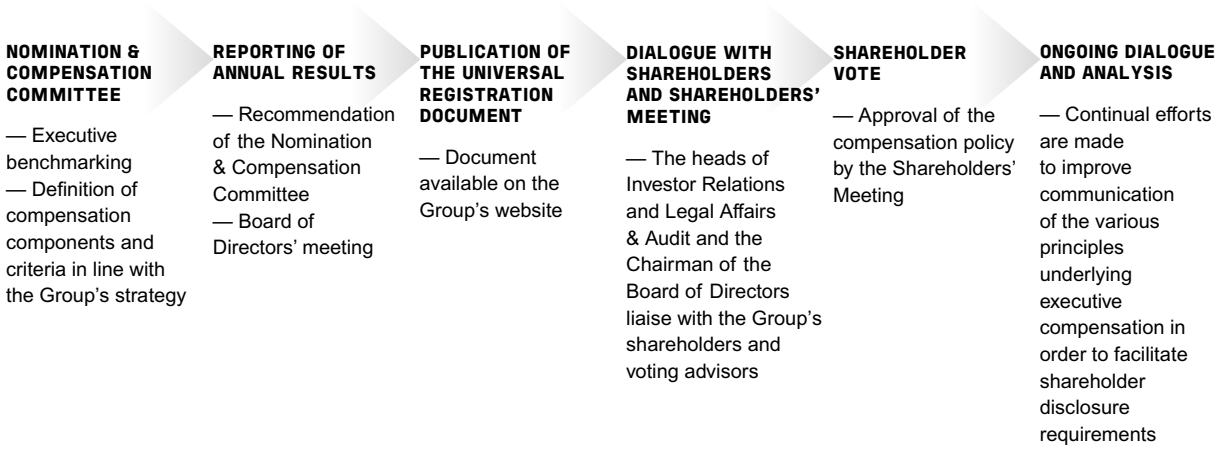 NOMINATION &
COMPENSATION
COMMITTEE
— Executive
benchmarking
— Definition of
compensation
components and
criteria in line with
the Group’s strategy
REPORTING OF
ANNUAL RESULTS
— Recommendation
of the Nomination
& Compensation
Committee
— Board of
Directors’ meeting
PUBLICATION OF
THE UNIVERSAL
REGISTRATION
DOCUMENT
— Document
available on the
Group’s website
DIALOGUE WITH
SHAREHOLDERS
AND SHAREHOLDERS’
MEETING
— The heads of
Investor Relations
and Legal Affairs
& Audit and the
Chairman of the
Board of Directors
liaise with the Group’s
shareholders and
voting advisors
SHAREHOLDER
VOTE
— Approval of the
compensation policy
by the Shareholders’
Meeting
ONGOING DIALOGUE
AND ANALYSIS
— Continual efforts
are made
to improve
communication
of the various
principles
underlying
executive
compensation in
order to facilitate
shareholder
disclosure
requirements